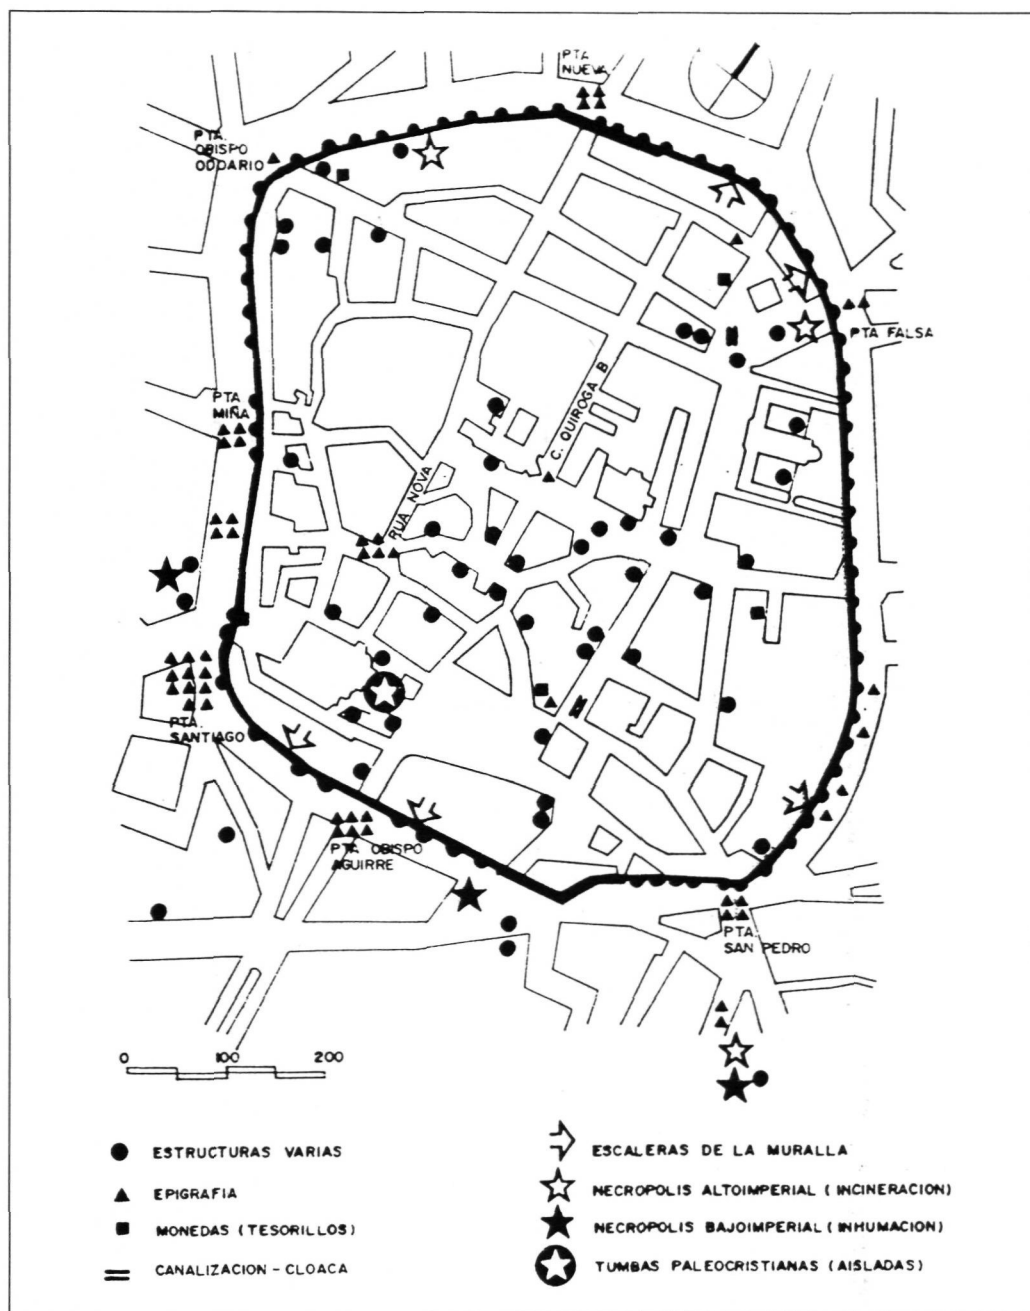 PTA
NUEVA
PTA.
OBISPO
ODOARIO
PTA FALSA
PTA
MIÑA
C. QUIROGA B
RUA NOVA
PTA.
SANTIAGO
PTA OBISPO
AGUIRRE
PTA.
SAN PEDRO
0 100 200
ESTRUCTURAS VARIAS
EPIGRAFIA
MONEDAS (TESORILLOS)
CANALIZACION - CLOACA
ESCALERAS DE LA MURALLA
NECROPOLIS ALTOIMPERIAL (INCINERACION)
NECROPOLIS BAJOIMPERIAL (INHUMACION)
TUMBAS PALEOCRISTIANAS (AISLADAS)